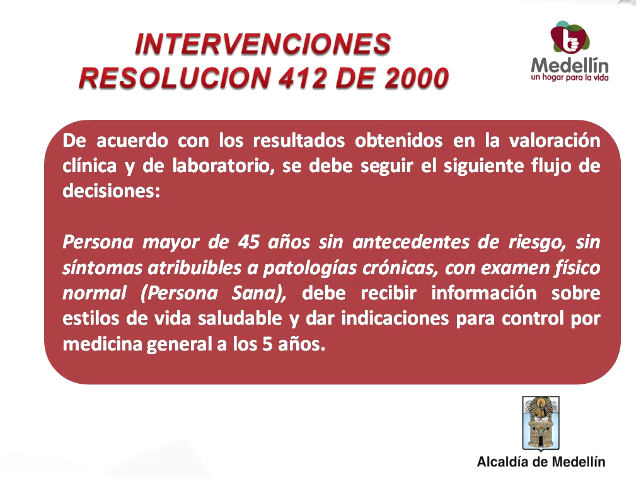 INTERVENCIONES
RESOLUCION 412 DE 2000
Medellín
un hogar para la vida
De acuerdo con los resultados obtenidos en la valoración
clínica y de laboratorio, se debe seguir el siguiente flujo de
decisiones:
Persona mayor de 45 años sin antecedentes de riesgo, sin
síntomas atribuibles a patologías crónicas, con examen físico
normal (Persona Sana), debe recibir información sobre
estilos de vida saludable y dar indicaciones para control por
medicina general a los 5 años.
Alcaldía de Medellín